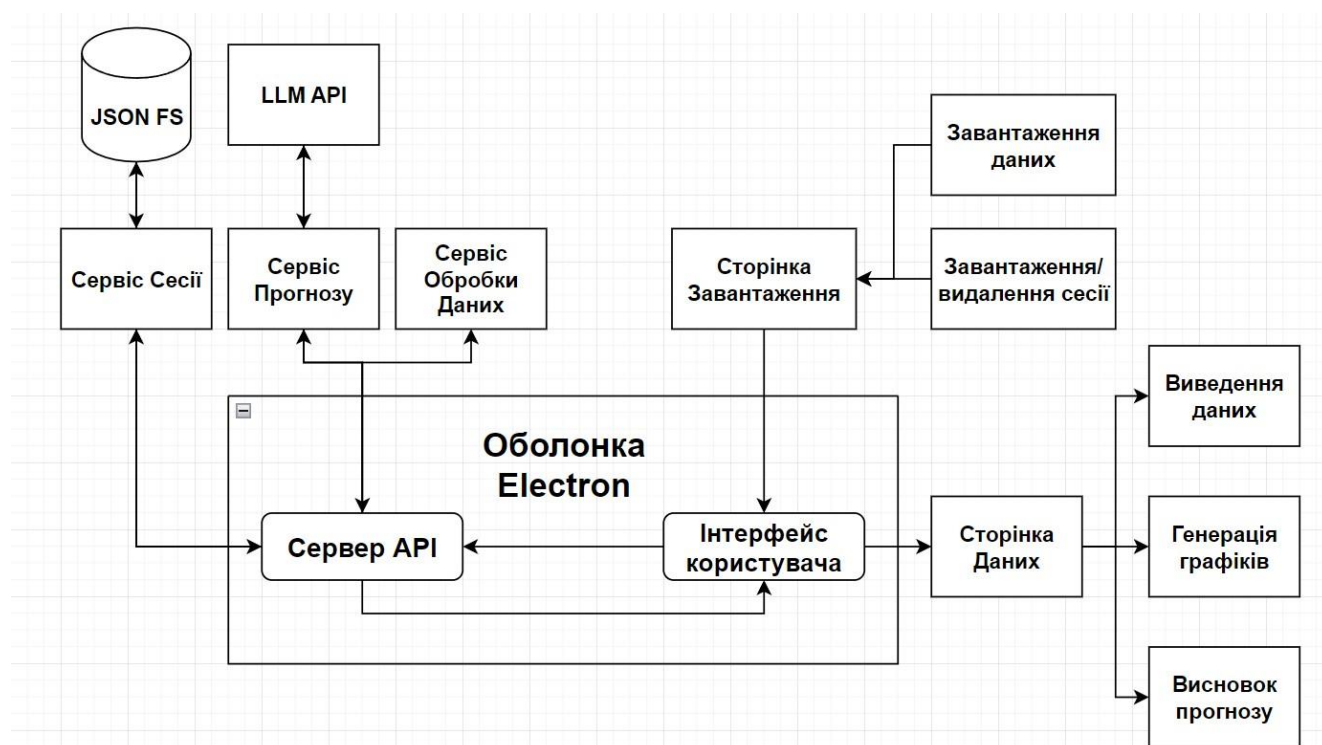 JSON FS
LLM API
Завантаження
даних
Сервіс Сесії
Сервіс
Прогнозу
Сервіс
Обробки
Даних
Сторінка
Завантаження
Завантаження/
видалення сесії
Виведення
даних
Оболонка
Electron
Сервер API
Інтерфейс
користувача
Сторінка
Даних
Генерація
графіків
Висновок
прогнозу